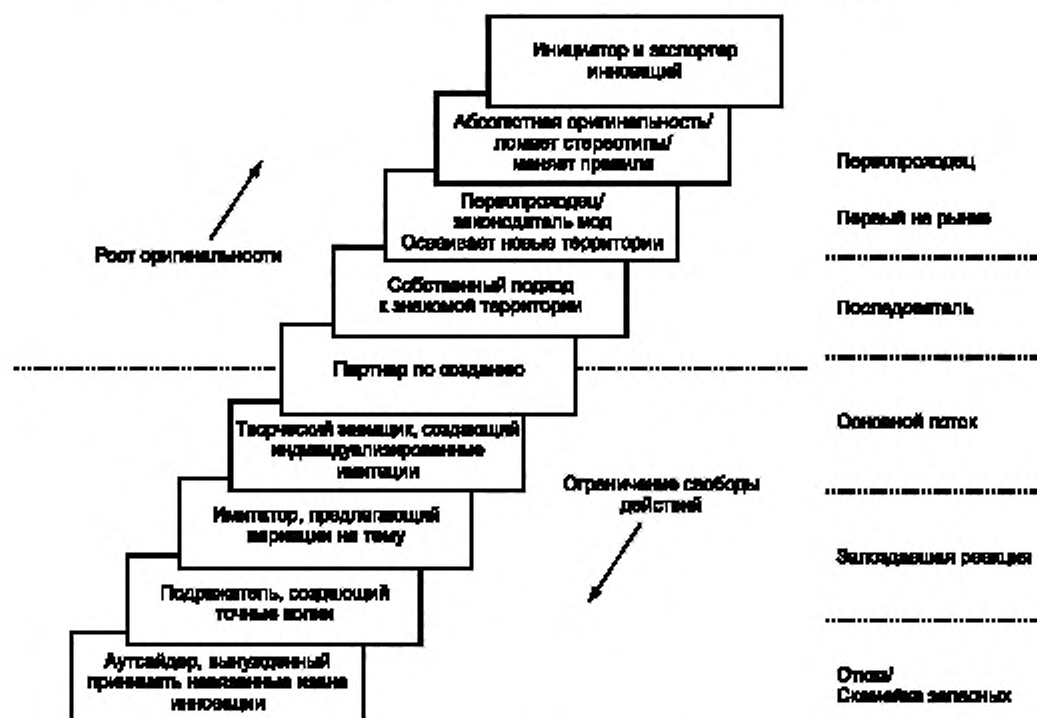 Инициатор и экспортер
инноваций
Абсолютная оригинальность/
ломает стереотипы/
меняет правила
Первопроходец
Первопроходец/
законодатель мод
Осваивает новые территории
Первый на рынке
Рост оригинальности
Собственный подход
к знакомой территории
Последователь
Партнер по созданию
Основной поток
Творческий заимщик, создающий
индивидуализированные
имитации
Ограничение свободы
действий
Имитатор, предлагающий
вариации на тему
Запоздавшая реакция
Подражатель, создающий
точные копии
Аутсайдер, вынужденный
принимать навязанные извне
инновации
Отказ/
Скамейка запасных